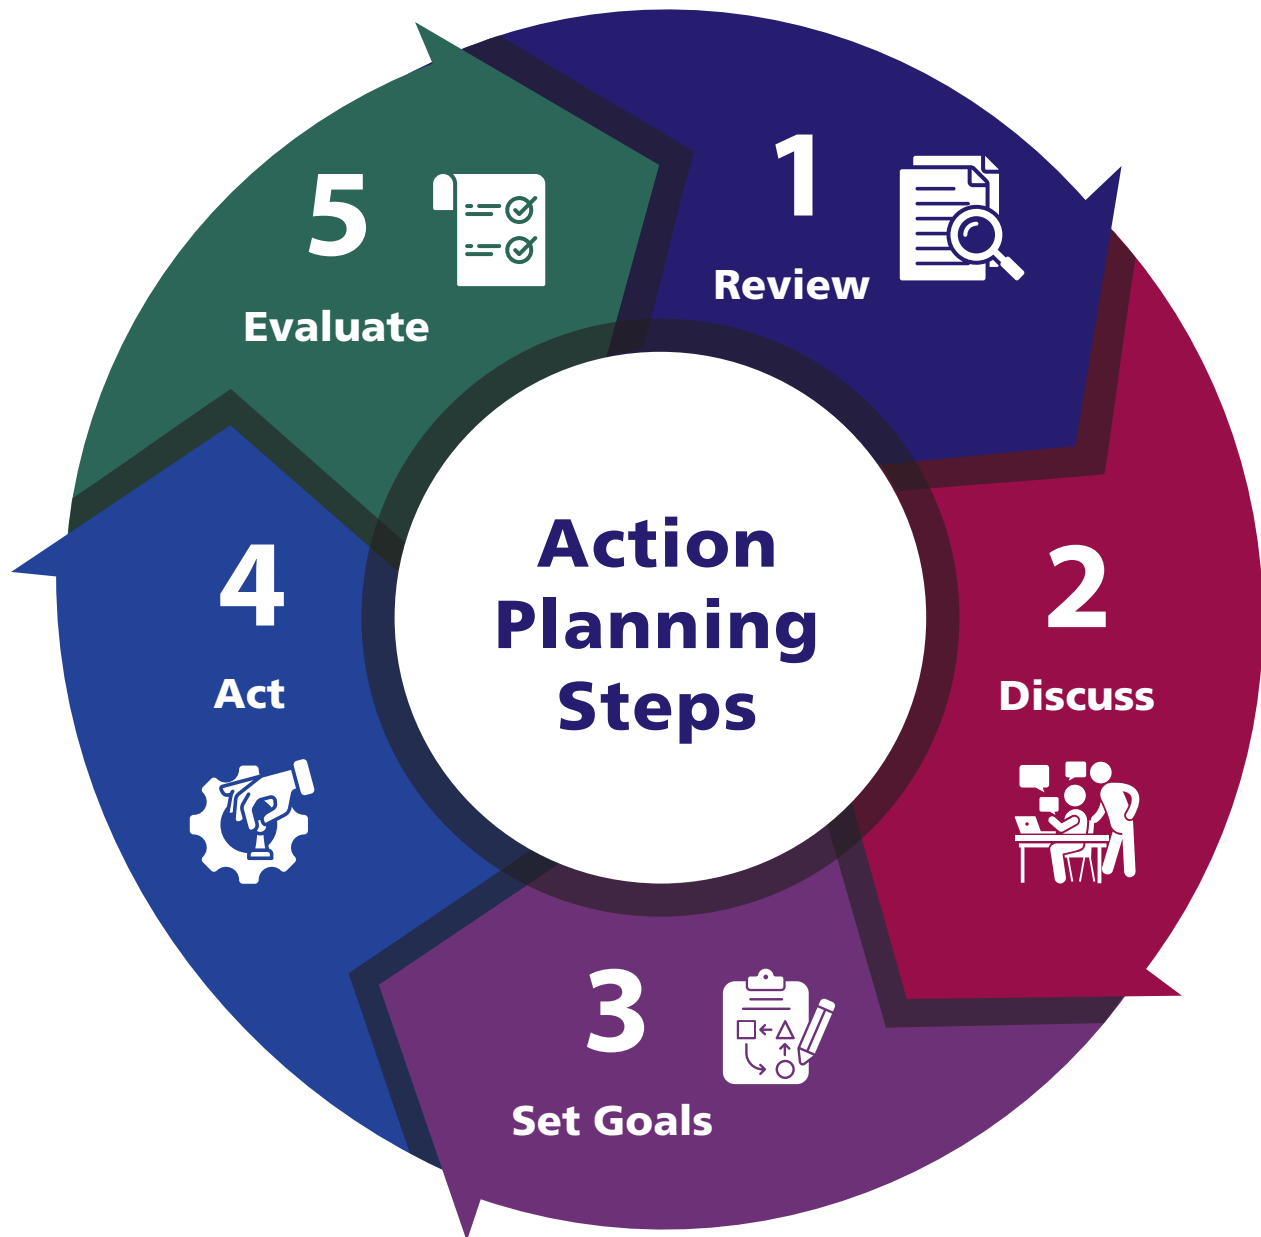 Action
Planning
Steps
1
Review
2
Discuss
3
Set Goals
4
Act
5
Evaluate